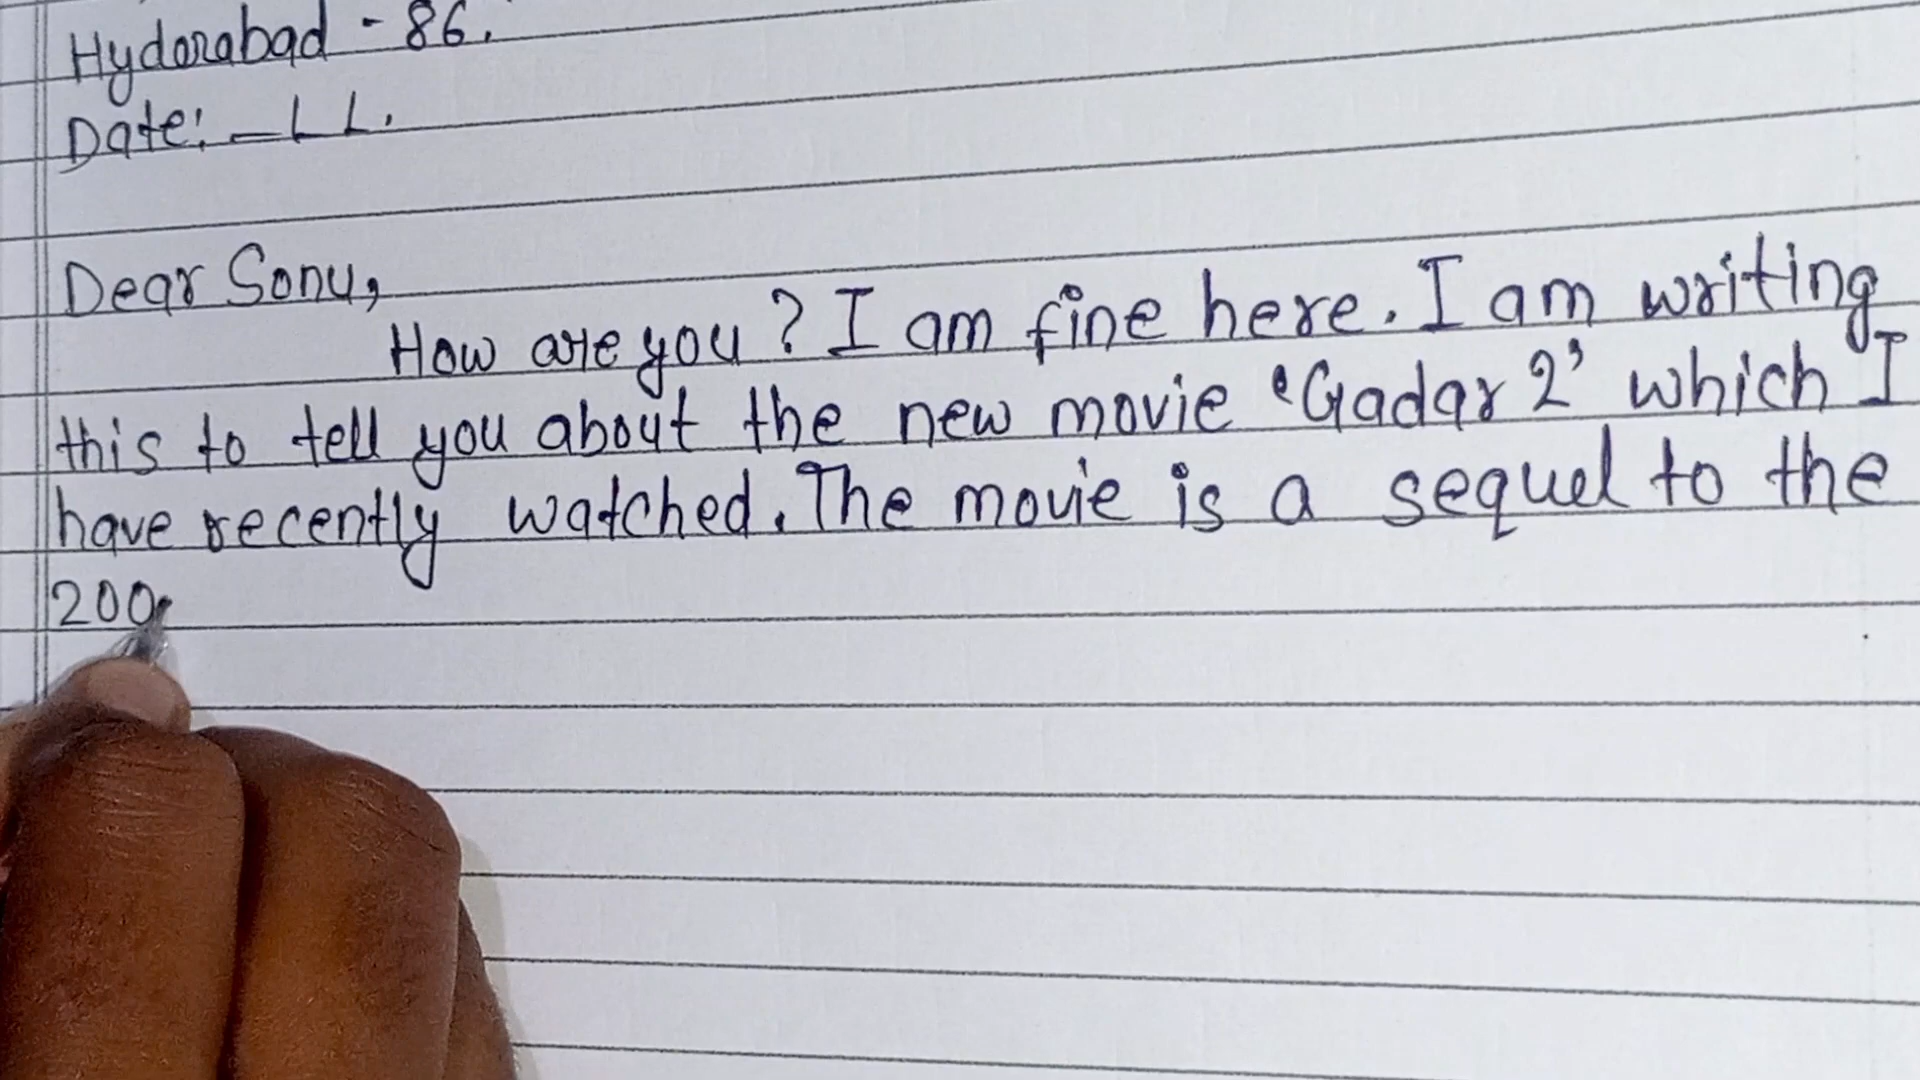 Hyderabad - 86.
Date: _ L L.
Dear Sonu,
How are you? I am fine here. I am writing
this to tell you about the new movie 'Gadar 2' which I
have recently watched. The movie is a sequel to the
200